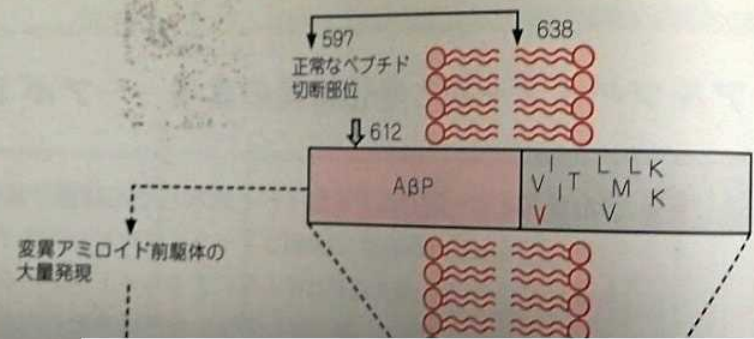 597
638
正常なペプチド
切断部位
612
AβP
V I I T L M V L K K
V
変異アミロイド前駆体の
大量発現